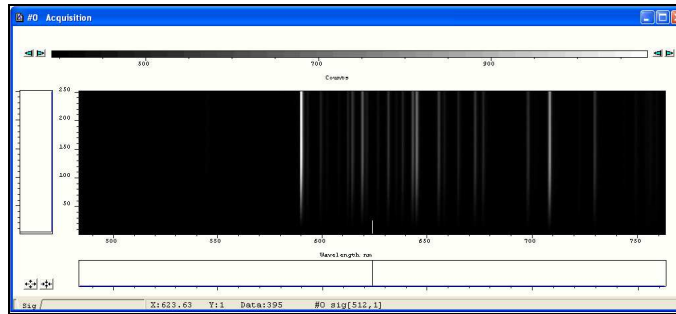 #0 Acquisition
500 700 900
Counts
250
200
150
100
50
500 550 600 650 700 750
Wavelength nm
Sig X:623.63 Y:1 Data:395 #0 sig[512,1]